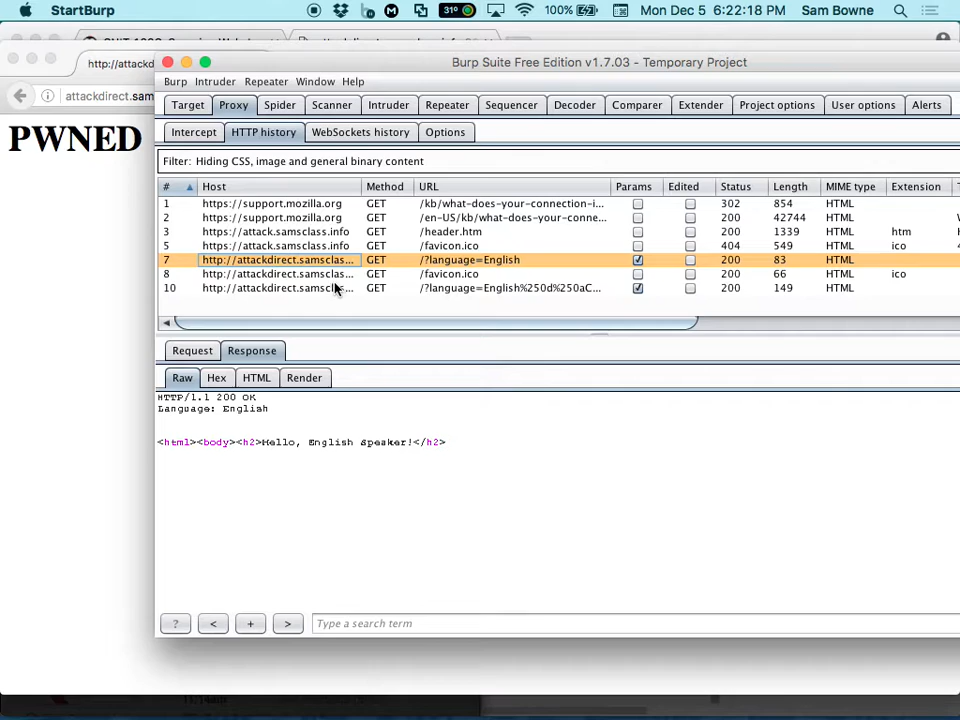 StartBurp 31° 100% Mon Dec 5 6:22:18 PM Sam Bowne
http://attackd
Burp Suite Free Edition v1.7.03 - Temporary Project
Burp Intruder Repeater Window Help
attackdirect.sam
Target Proxy Spider Scanner Intruder Repeater Sequencer Decoder Comparer Extender Project options User options Alerts
PWNED
Intercept HTTP history WebSockets history Options
Filter: Hiding CSS, image and general binary content
# Host Method URL Params Edited Status Length MIME type Extension
1 https://support.mozilla.org GET /kb/what-does-your-connection-i... 302 854 HTML
2 https://support.mozilla.org GET /en-US/kb/what-does-your-conne... 200 42744 HTML
3 https://attack.samsclass.info GET /header.htm 200 1339 HTML htm
5 https://attack.samsclass.info GET /favicon.ico 404 549 HTML ico
7 http://attackdirect.samsclas... GET /?language=English 200 83 HTML
8 http://attackdirect.samsclas... GET /favicon.ico 200 66 HTML ico
10 http://attackdirect.samsclas... GET /?language=English%250d%250aC... 200 149 HTML
Request Response
Raw Hex HTML Render
HTTP/1.1 200 OK
Language: English
<html><body><h2>Hello, English Speaker!</h2>
? < + > Type a search term